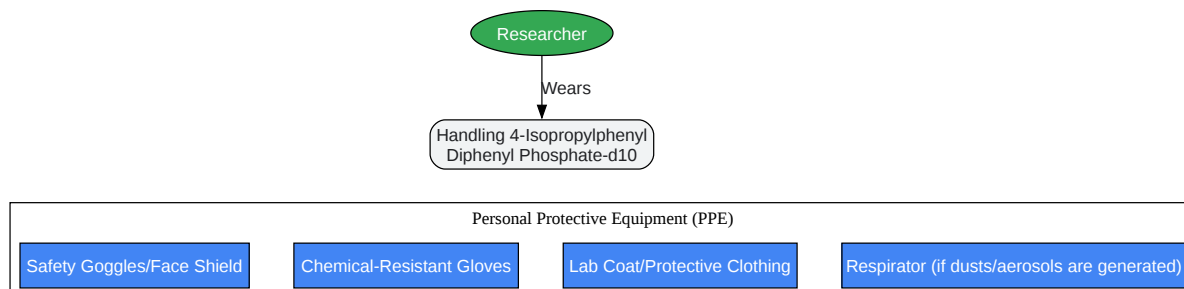 Researcher
Wears
Handling 4-Isopropylphenyl
Diphenyl Phosphate-d10
Personal Protective Equipment (PPE)
Safety Goggles/Face Shield
Chemical-Resistant Gloves
Lab Coat/Protective Clothing
Respirator (if dusts/aerosols are generated)